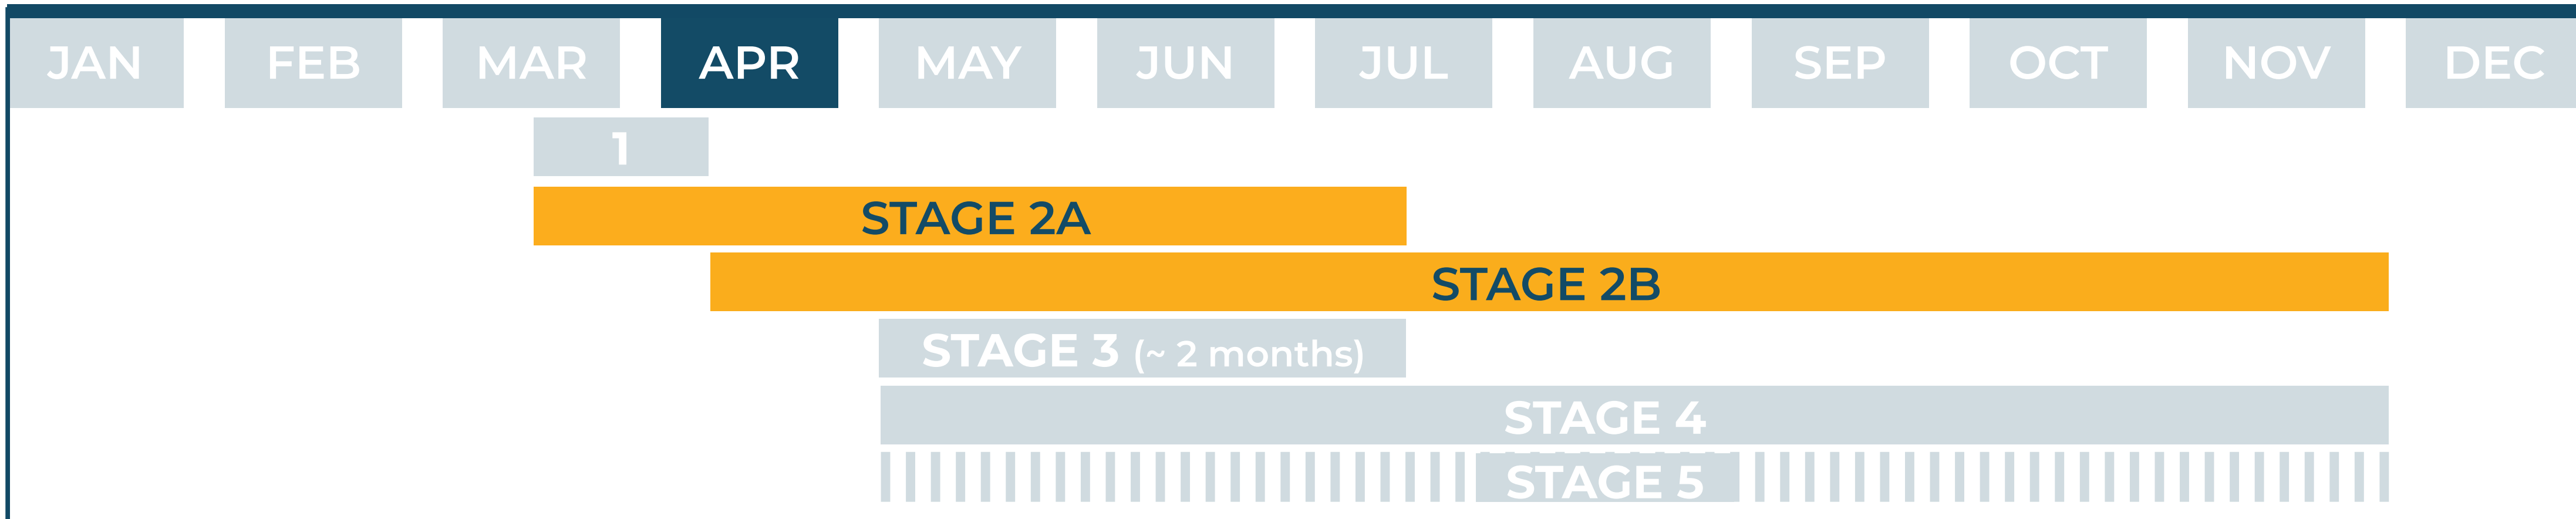 JAN FEB MAR APR MAY JUN JUL AUG SEP OCT NOV DEC
1
STAGE 2A
STAGE 2B
STAGE 3 (~ 2 months)
STAGE 4
STAGE 5